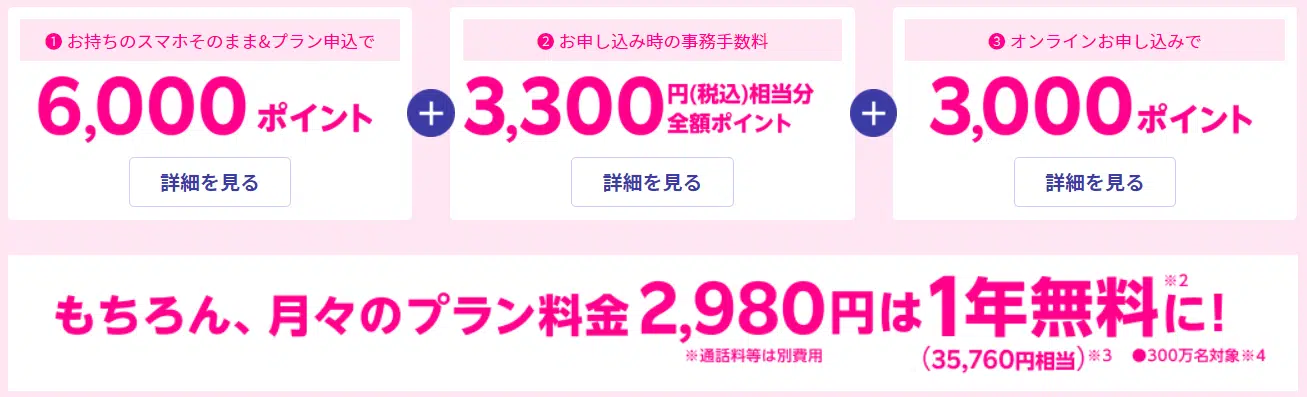 ❶ お持ちのスマホそのまま&プラン申込で
6,000 ポイント
詳細を見る
+
❷ お申し込み時の事務手数料
3,300 円(税込)相当分
全額ポイント
詳細を見る
+
❸ オンラインお申し込みで
3,000 ポイント
詳細を見る
もちろん、月々のプラン料金2,980円は1年無料※2に!
※通話料等は別費用
(35,760円相当)※3 ●300万名対象※4